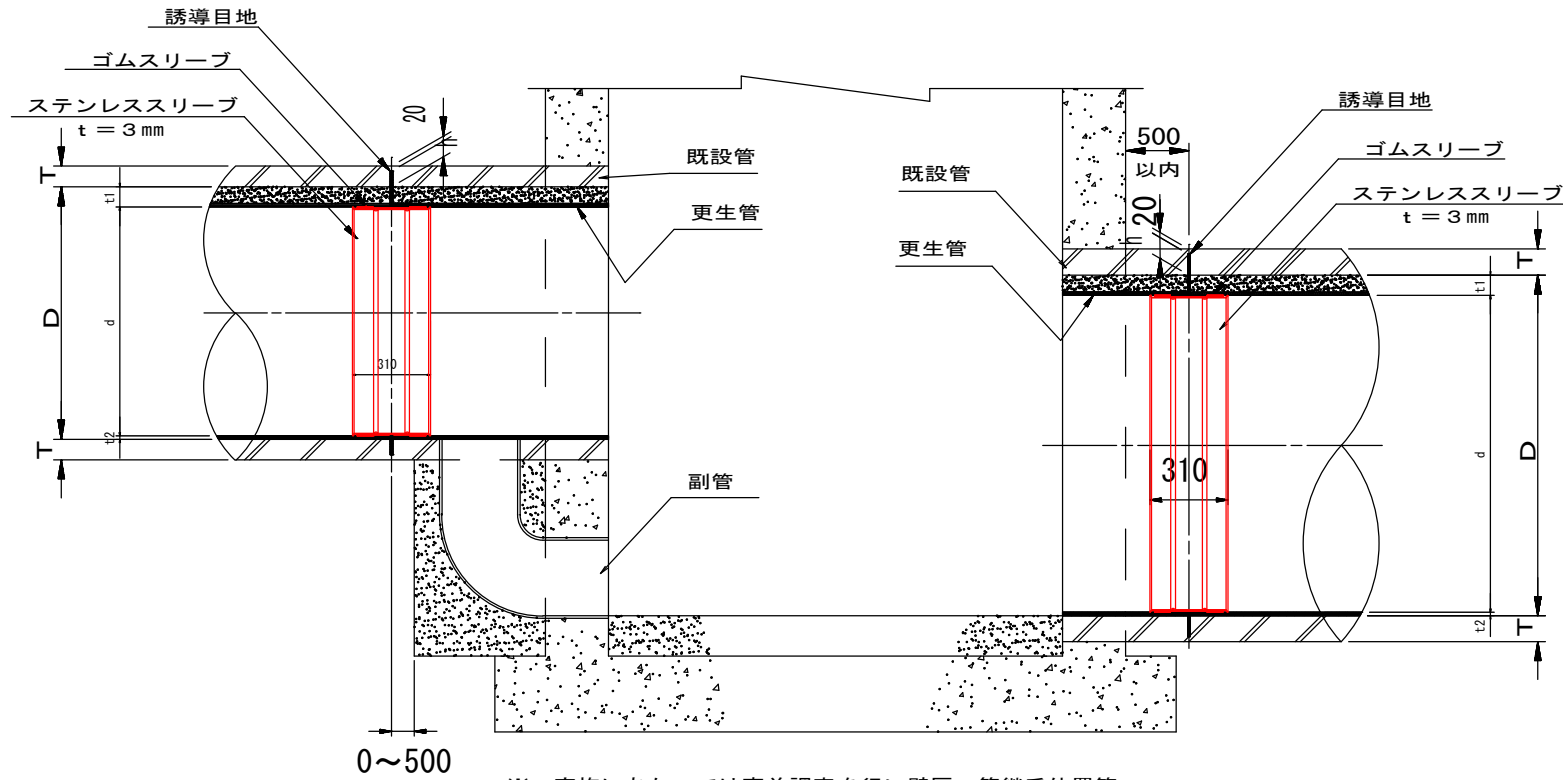 誘導目地
ゴムスリーブ
ステンレススリーブ
t＝3mm
20
h
既設管
更生管
T
t1
D
d
310
t2
T
副管
0～500
誘導目地
500
以内
ゴムスリーブ
既設管
ステンレススリーブ
t＝3mm
20
h
更生管
T
t1
D
d
310
t2
T